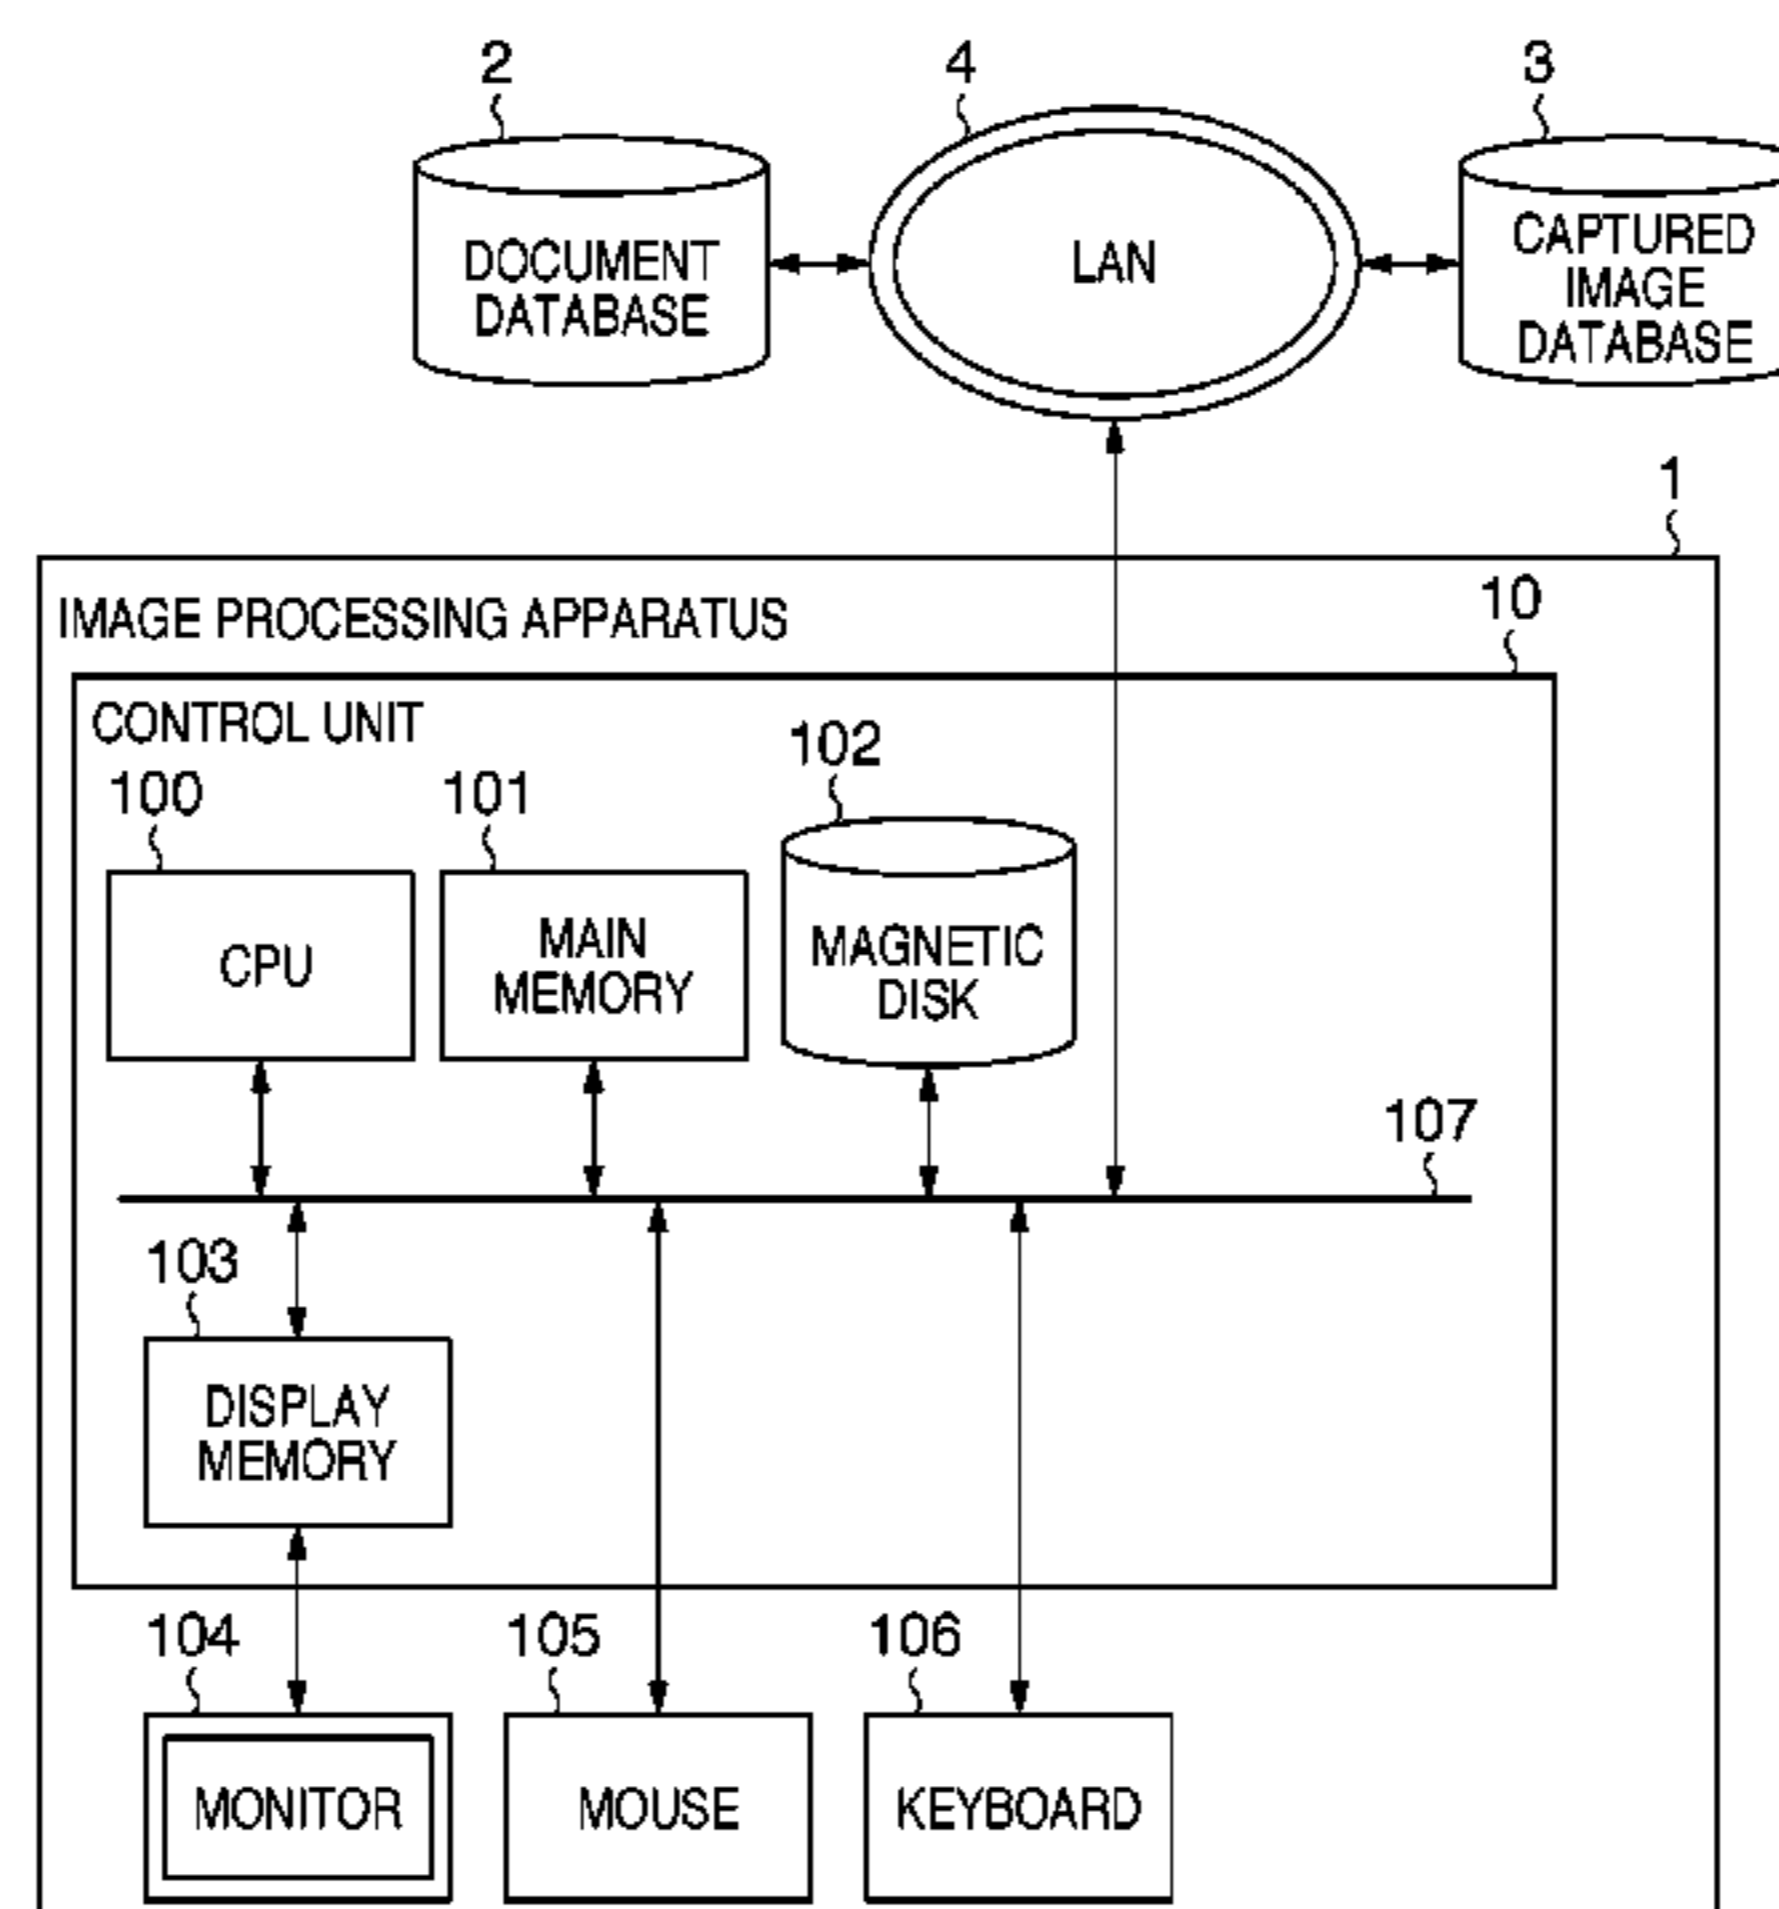 2
4
3
DOCUMENT
DATABASE
LAN
CAPTURED
IMAGE
DATABASE
1
IMAGE PROCESSING APPARATUS
10
CONTROL UNIT
100
101
102
CPU
MAIN
MEMORY
MAGNETIC
DISK
107
103
DISPLAY
MEMORY
104
105
106
MONITOR
MOUSE
KEYBOARD